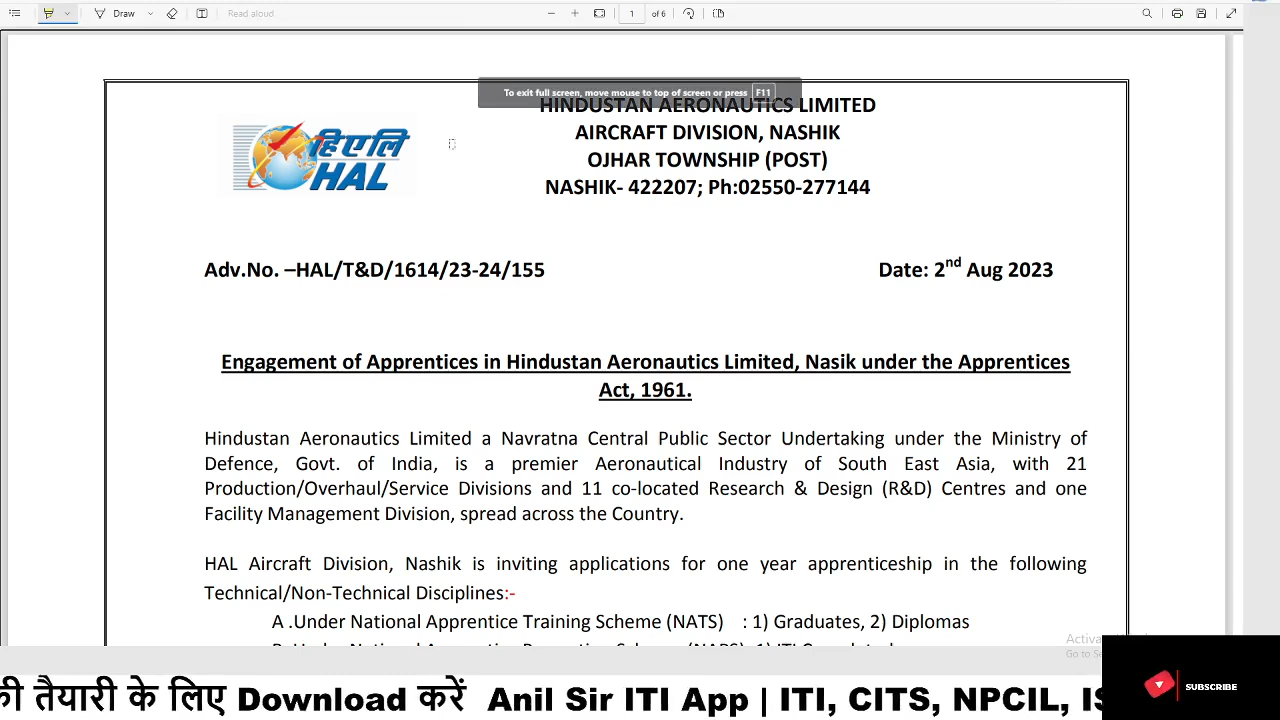 Draw
Read aloud
1 of 6
To exit full screen, move mouse to top of screen or press F11
HINDUSTAN AERONAUTICS LIMITED
AIRCRAFT DIVISION, NASHIK
OJHAR TOWNSHIP (POST)
NASHIK- 422207; Ph:02550-277144
हिएलि
HAL
Adv.No. –HAL/T&D/1614/23-24/155
Date: 2nd Aug 2023
Engagement of Apprentices in Hindustan Aeronautics Limited, Nasik under the Apprentices
Act, 1961.
Hindustan Aeronautics Limited a Navratna Central Public Sector Undertaking under the Ministry of
Defence, Govt. of India, is a premier Aeronautical Industry of South East Asia, with 21
Production/Overhaul/Service Divisions and 11 co-located Research & Design (R&D) Centres and one
Facility Management Division, spread across the Country.
HAL Aircraft Division, Nashik is inviting applications for one year apprenticeship in the following
Technical/Non-Technical Disciplines:-
A .Under National Apprentice Training Scheme (NATS) : 1) Graduates, 2) Diplomas
Activa
Go to Se
की तैयारी के लिए Download करें Anil Sir ITI App | ITI, CITS, NPCIL, IS
SUBSCRIBE